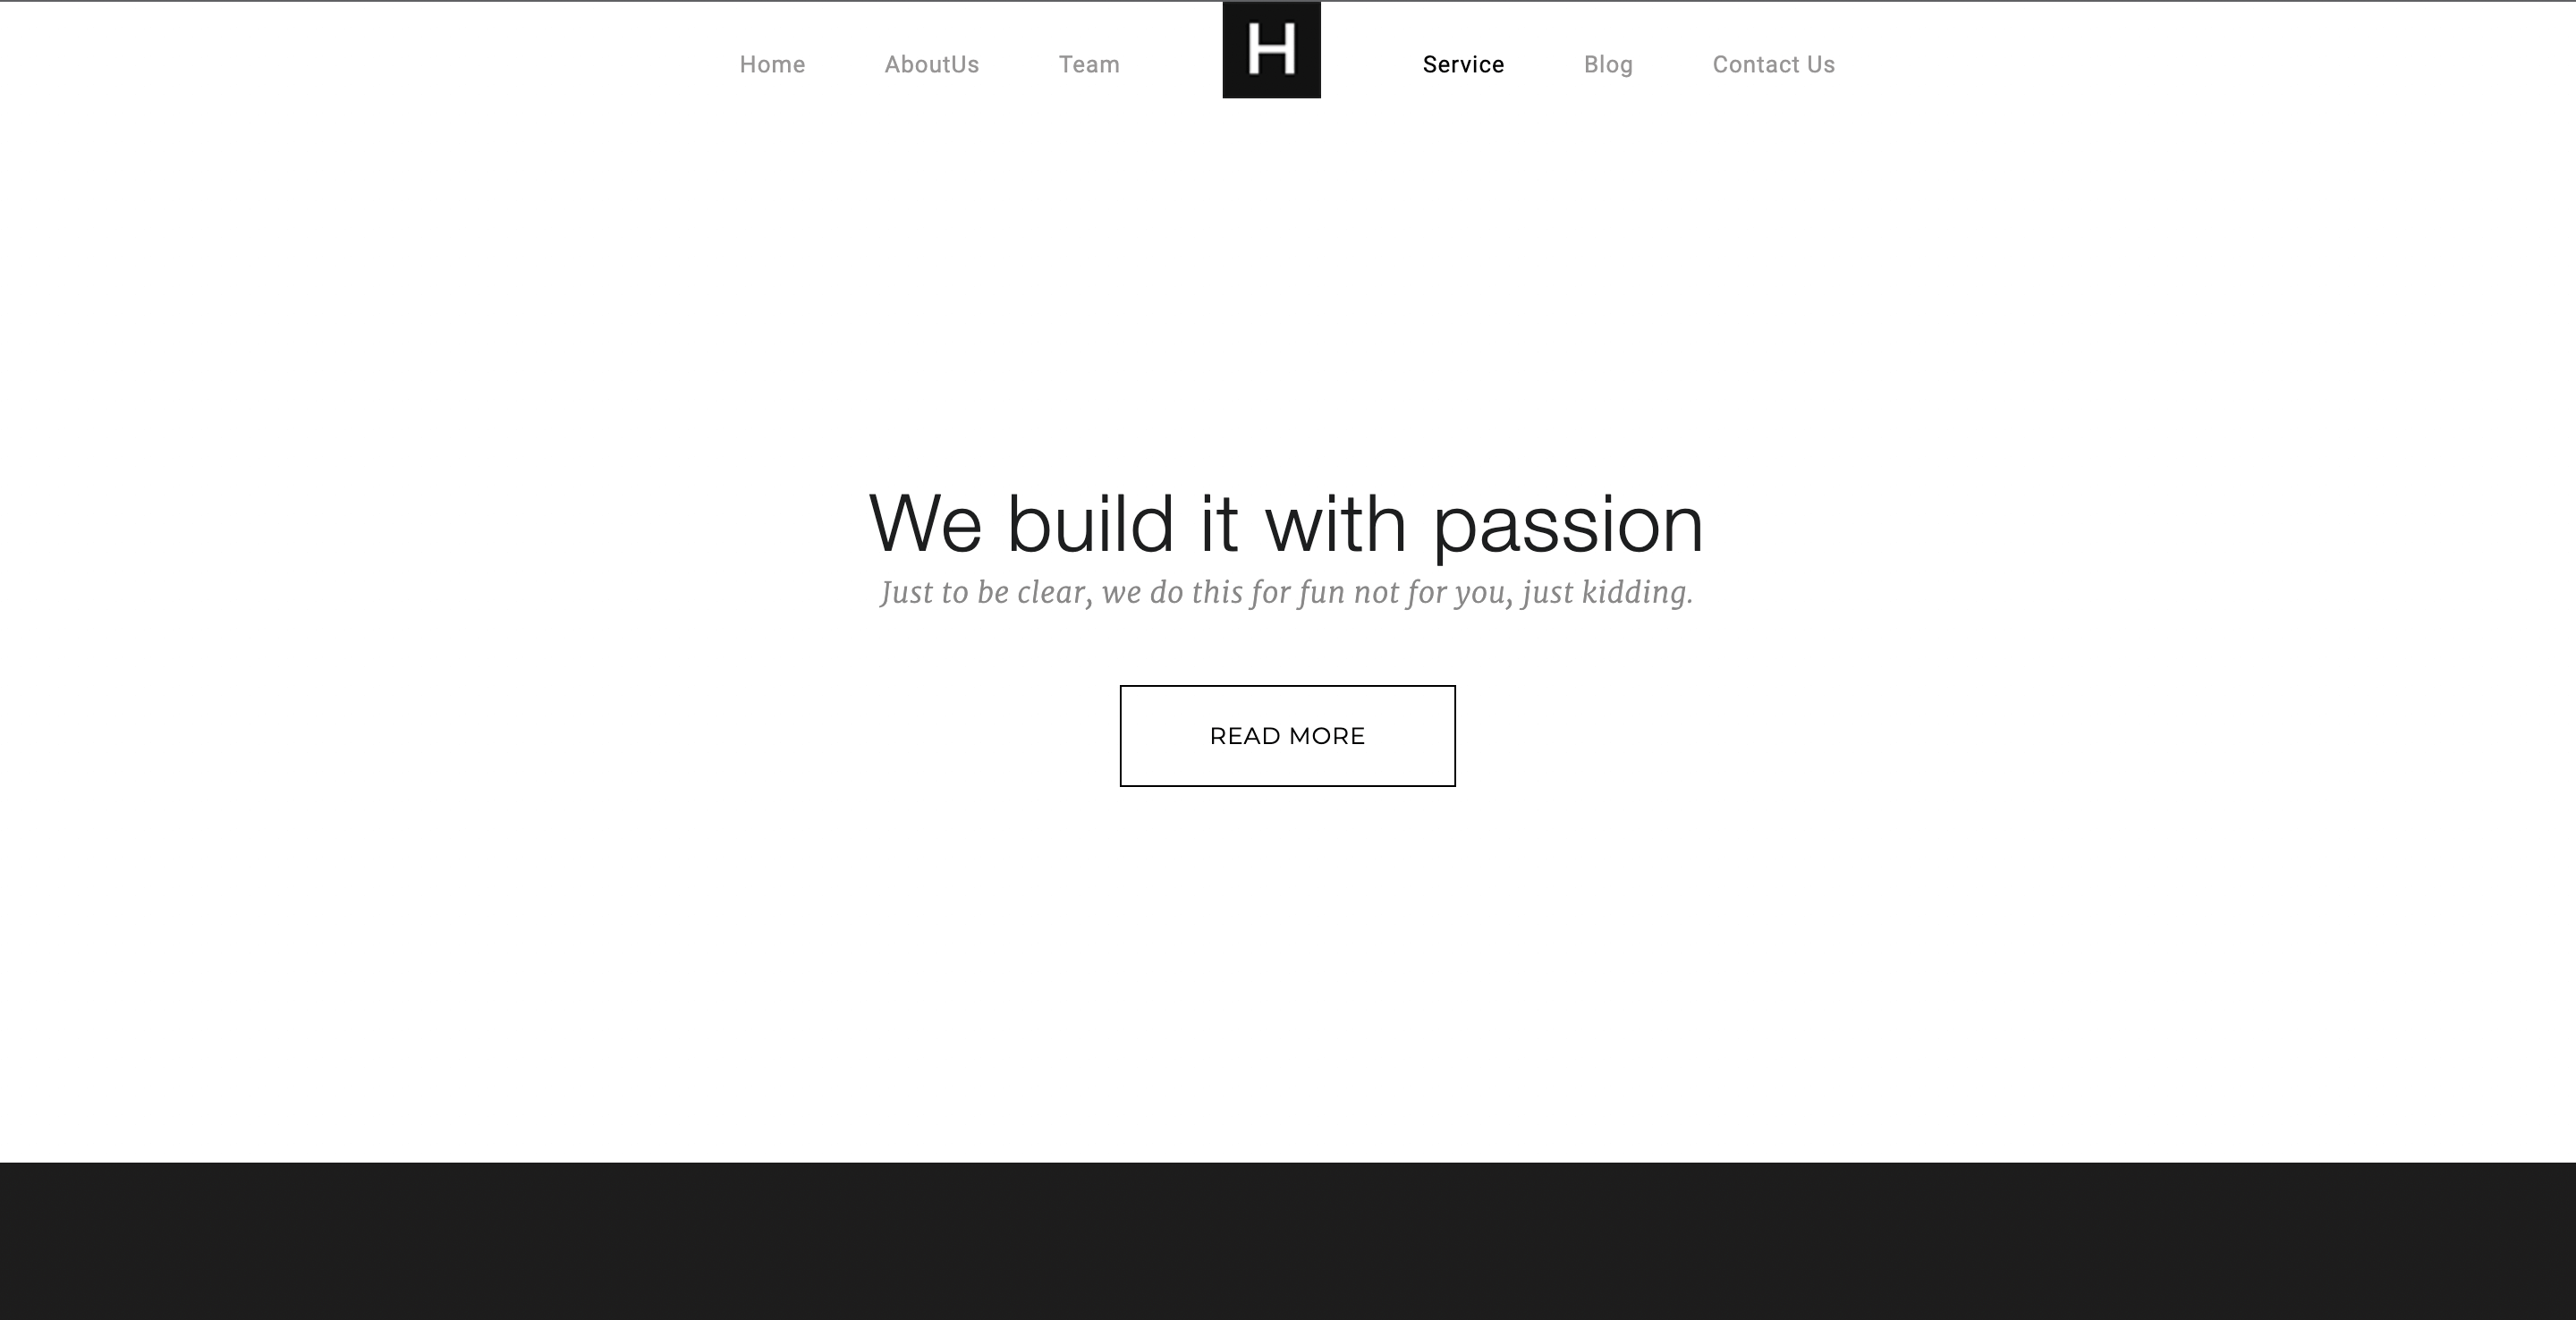 Home AboutUs Team H Service Blog Contact Us
We build it with passion
Just to be clear, we do this for fun not for you, just kidding.
READ MORE